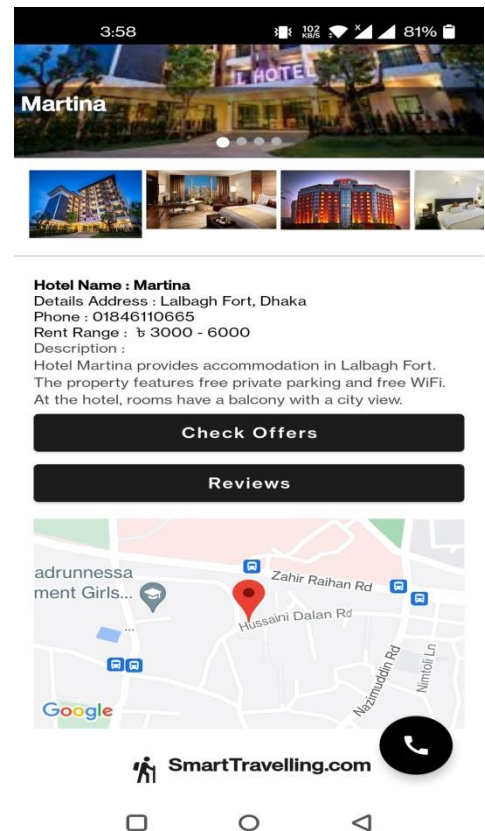 3:58
102
KB/S
81%
L HOTEL
Martina
Hotel Name : Martina
Details Address : Lalbagh Fort, Dhaka
Phone : 01846110665
Rent Range : ৳ 3000 - 6000
Description :
Hotel Martina provides accommodation in Lalbagh Fort.
The property features free private parking and free WiFi.
At the hotel, rooms have a balcony with a city view.
Check Offers
Reviews
adrunnessa
ment Girls...
Zahir Raihan Rd
Hussaini Dalan Rd
...
Nazimuddin Rd
Nimtoli Ln
Google
SmartTravelling.com